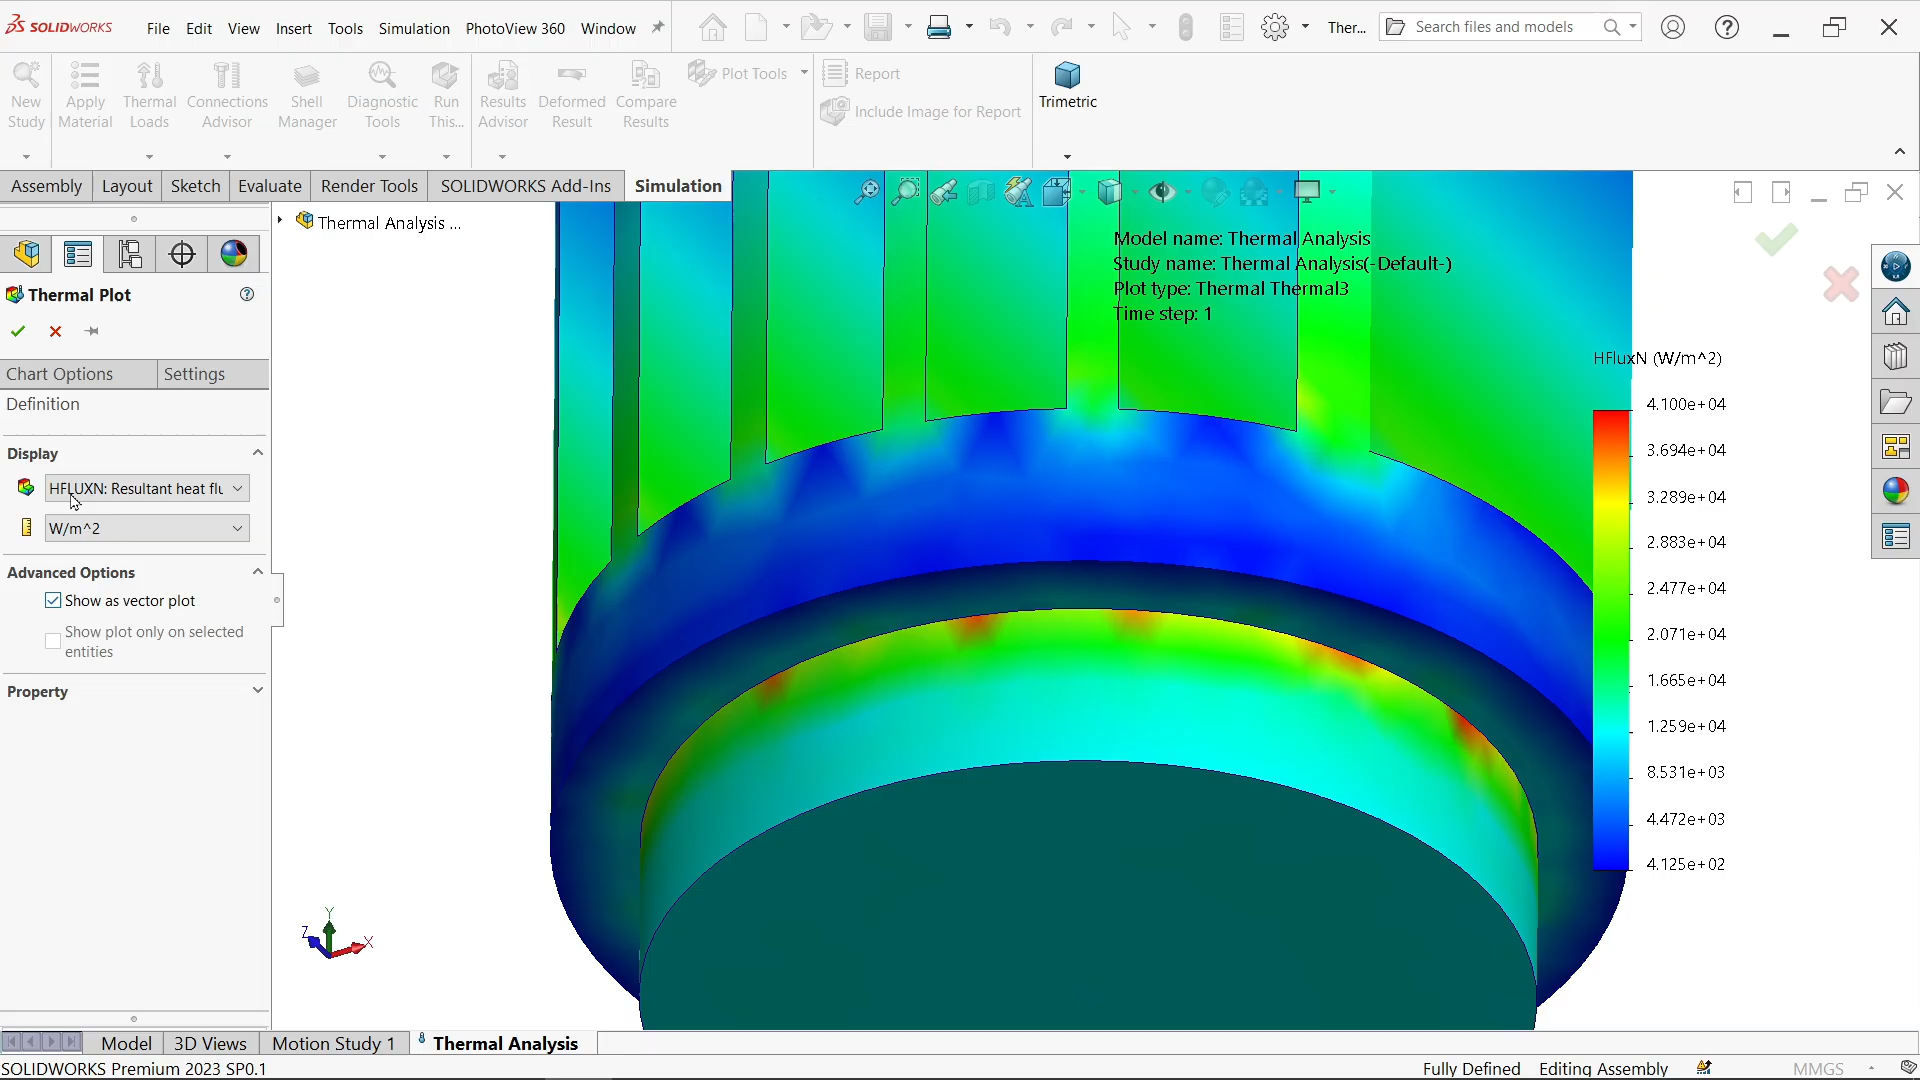 SOLIDWORKS File Edit View Insert Tools Simulation PhotoView 360 Window Ther... Search files and models
New Study
Apply Material
Thermal Loads
Connections Advisor
Shell Manager
Diagnostic Tools
Run This...
Results Advisor
Deformed Result
Compare Results
Plot Tools
Report
Include Image for Report
Trimetric
Assembly Layout Sketch Evaluate Render Tools SOLIDWORKS Add-Ins Simulation
Thermal Analysis ...
Thermal Plot
Chart Options Settings
Definition
Display
HFLUXN: Resultant heat flu
W/m^2
Advanced Options
Show as vector plot
Show plot only on selected
entities
Property
Model name: Thermal Analysis
Study name: Thermal Analysis(-Default-)
Plot type: Thermal Thermal3
Time step: 1
HFluxN (W/m^2)
4.100e+04
3.694e+04
3.289e+04
2.883e+04
2.477e+04
2.071e+04
1.665e+04
1.259e+04
8.531e+03
4.472e+03
4.125e+02
Y
Z
X
Model 3D Views Motion Study 1 Thermal Analysis
SOLIDWORKS Premium 2023 SP0.1 Fully Defined Editing Assembly MMGS